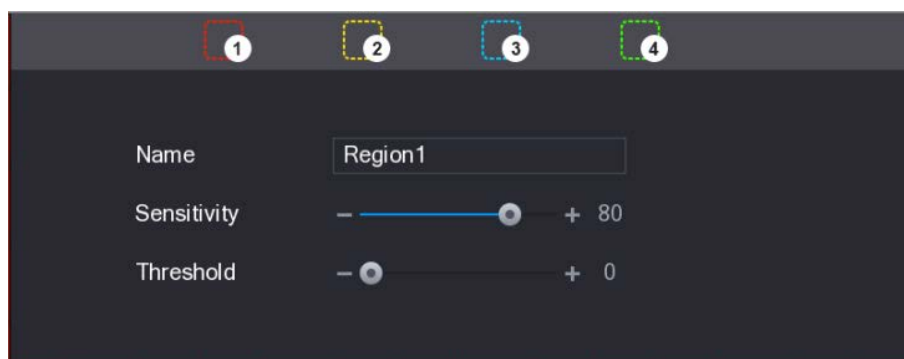 1 2 3 4
Name Region1
Sensitivity − + 80
Threshold − + 0